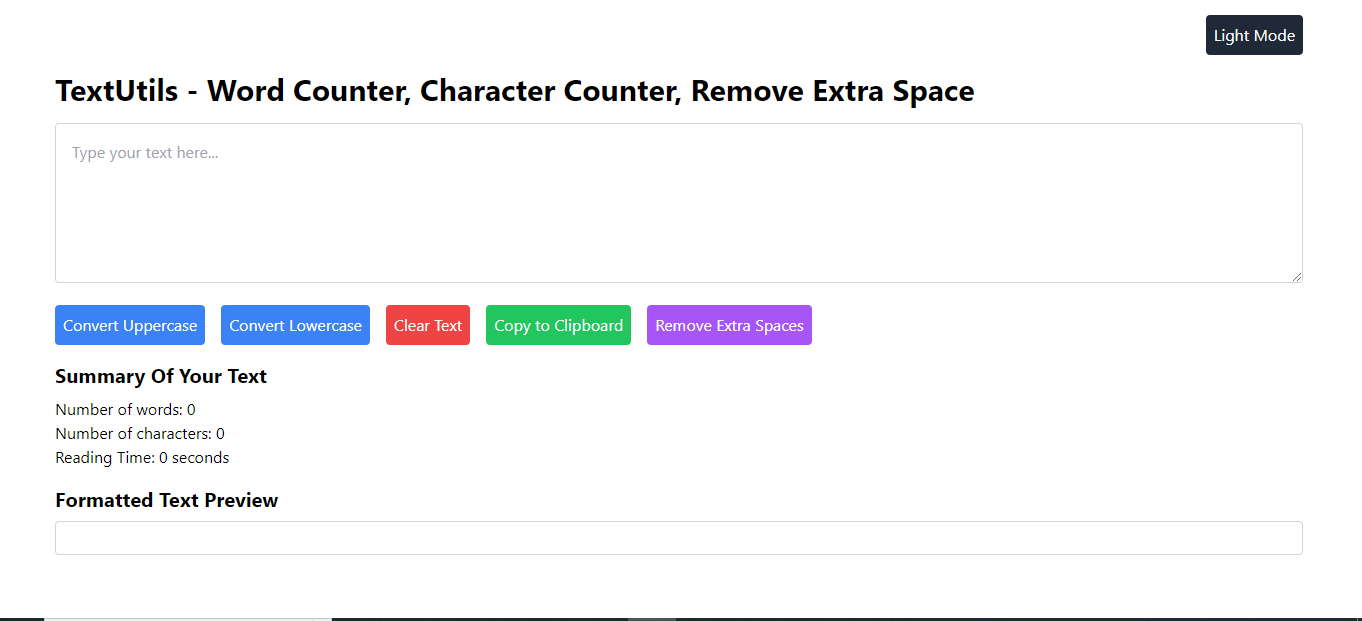 Light Mode
TextUtils - Word Counter, Character Counter, Remove Extra Space
Type your text here...
Convert Uppercase Convert Lowercase Clear Text Copy to Clipboard Remove Extra Spaces
Summary Of Your Text
Number of words: 0
Number of characters: 0
Reading Time: 0 seconds
Formatted Text Preview